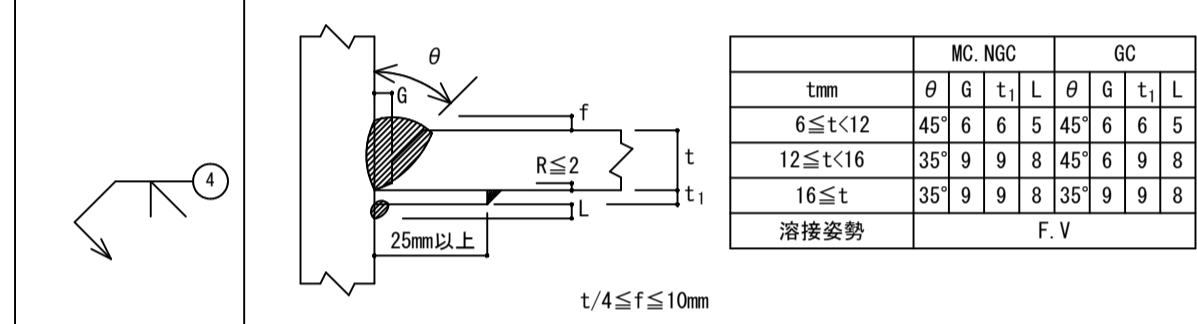 4
θ
G
f
R≦2
t
t₁
L
25mm以上
t/4≦f≦10mm
MC. NGC GC
tmm θ G t₁ L θ G t₁ L
6≦t<12 45° 6 6 5 45° 6 6 5
12≦t<16 35° 9 9 8 45° 6 9 8
16≦t 35° 9 9 8 35° 9 9 8
溶接姿勢 F. V